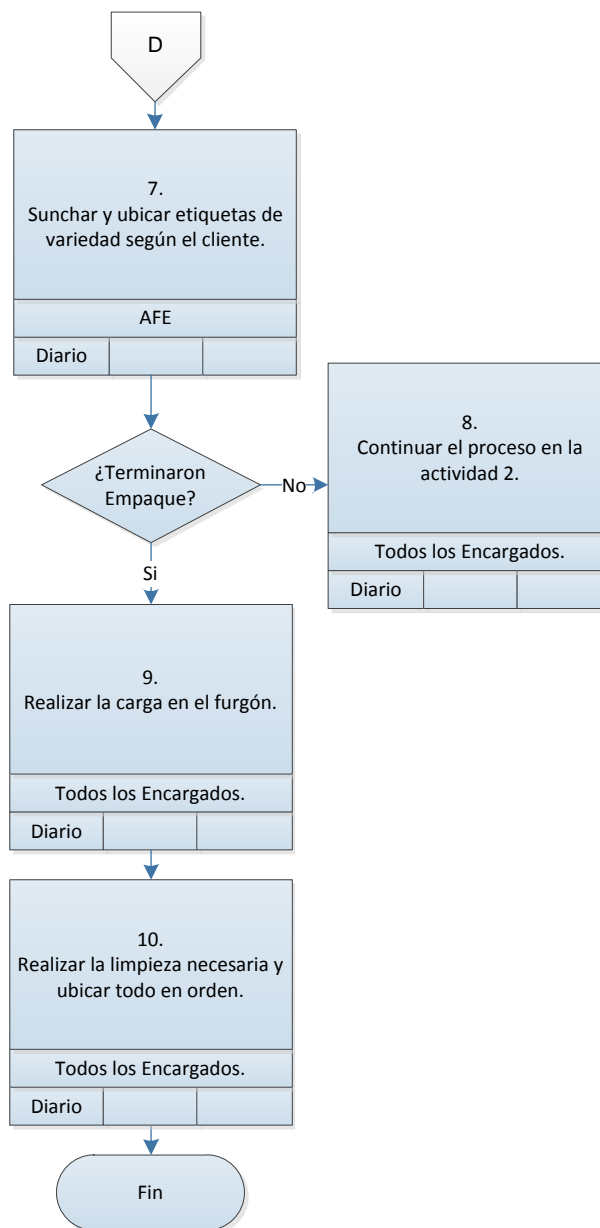 D
7.
Sunchar y ubicar etiquetas de
variedad según el cliente.
AFE
Diario
¿Terminaron
Empaque?
No
8.
Continuar el proceso en la
actividad 2.
Todos los Encargados.
Diario
Si
9.
Realizar la carga en el furgón.
Todos los Encargados.
Diario
10.
Realizar la limpieza necesaria y
ubicar todo en orden.
Todos los Encargados.
Diario
Fin